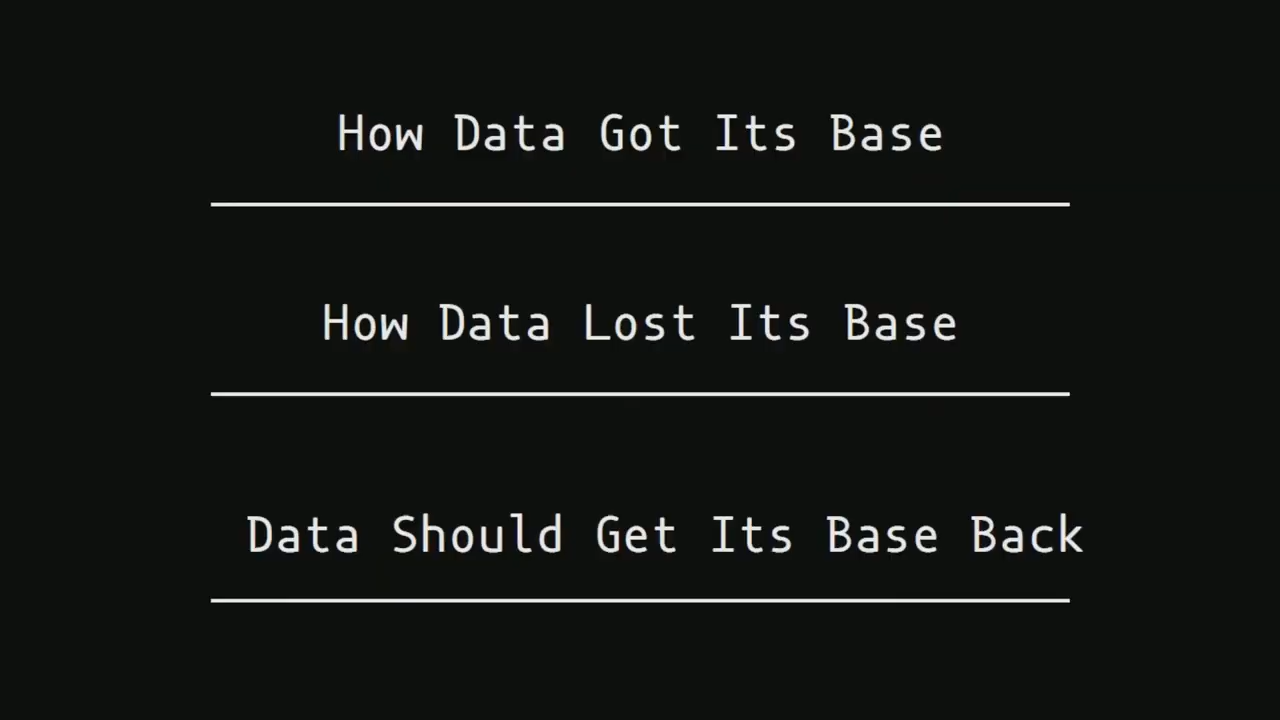 How Data Got Its Base
How Data Lost Its Base
Data Should Get Its Base Back